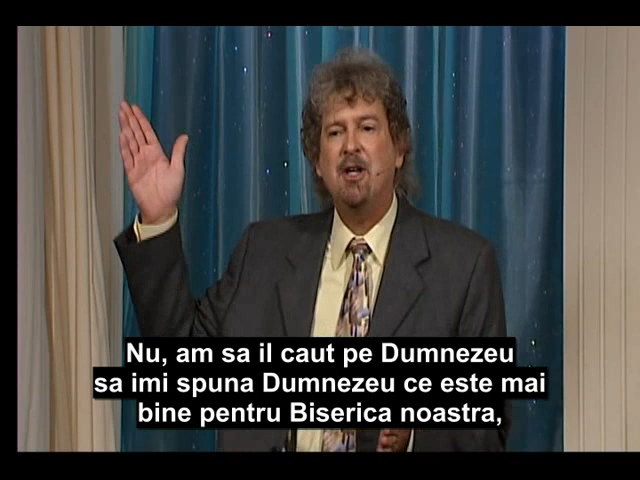 Nu, am sa il caut pe Dumnezeu
sa imi spuna Dumnezeu ce este mai
bine pentru Biserica noastra,